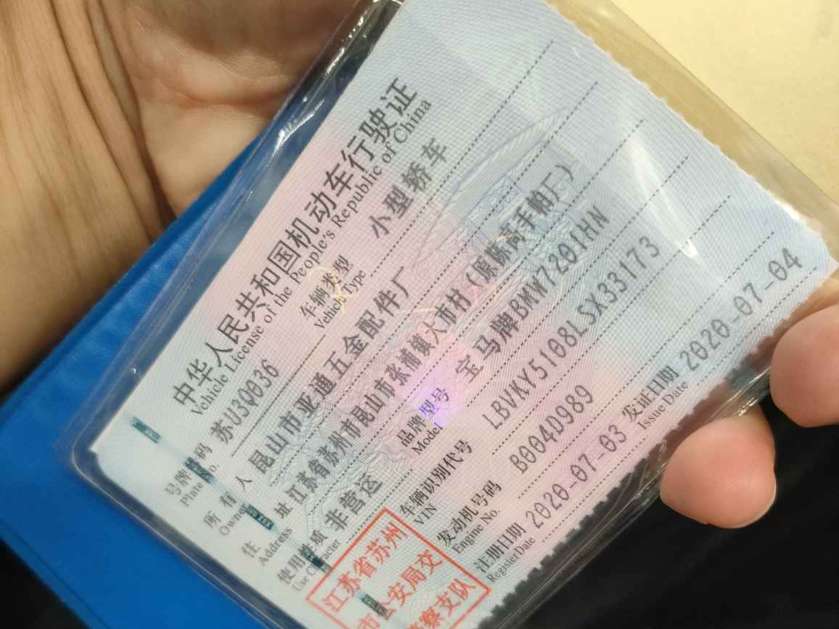 中华人民共和国机动车行驶证
Vehicle License of the People's Republic of China
号牌号码 苏U3Q036 车辆类型 小型轿车
Plate No. Vehicle Type
所有人 昆山市亚通五金配件厂
Owner
住址 江苏省苏州市昆山市张浦镇大市村(原脉高手帕厂)
Address
使用性质 非营运 品牌型号 宝马牌BMW7201HN
Use Character Model
车辆识别代号 LBVKY5108LSX33173
VIN
发动机号码 B004D989
Engine No.
注册日期 2020-07-03 发证日期 2020-07-04
Register Date Issue Date
江苏省苏州
市公安局交
警察支队